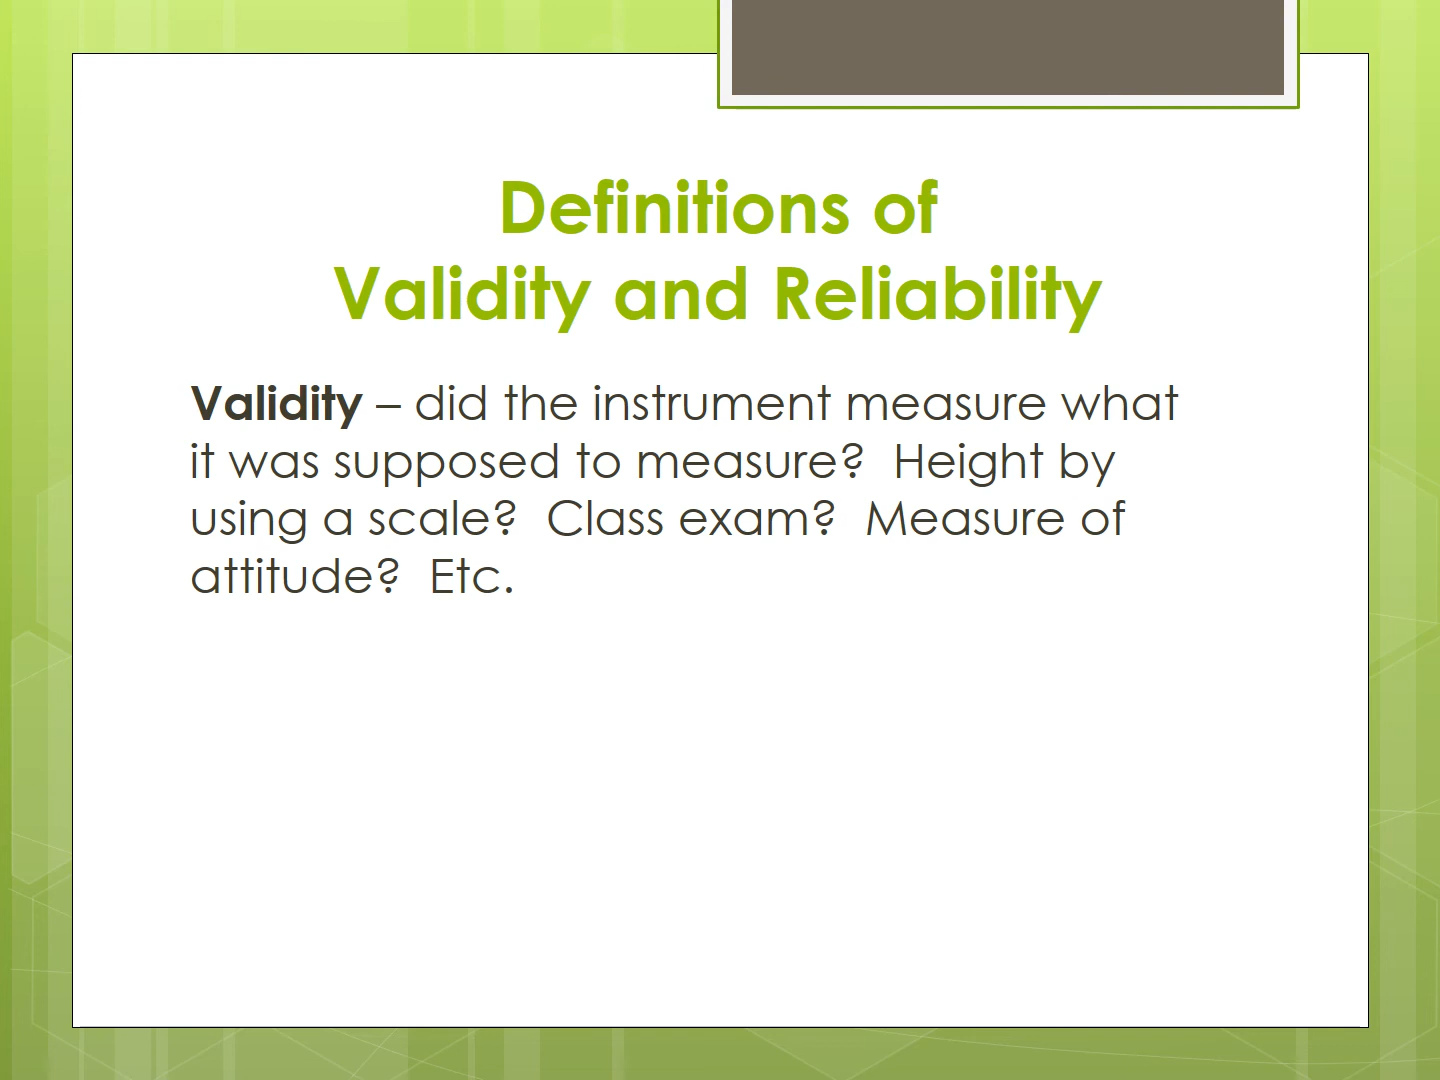 Definitions of
Validity and Reliability
Validity – did the instrument measure what
it was supposed to measure?  Height by
using a scale?  Class exam?  Measure of
attitude?  Etc.